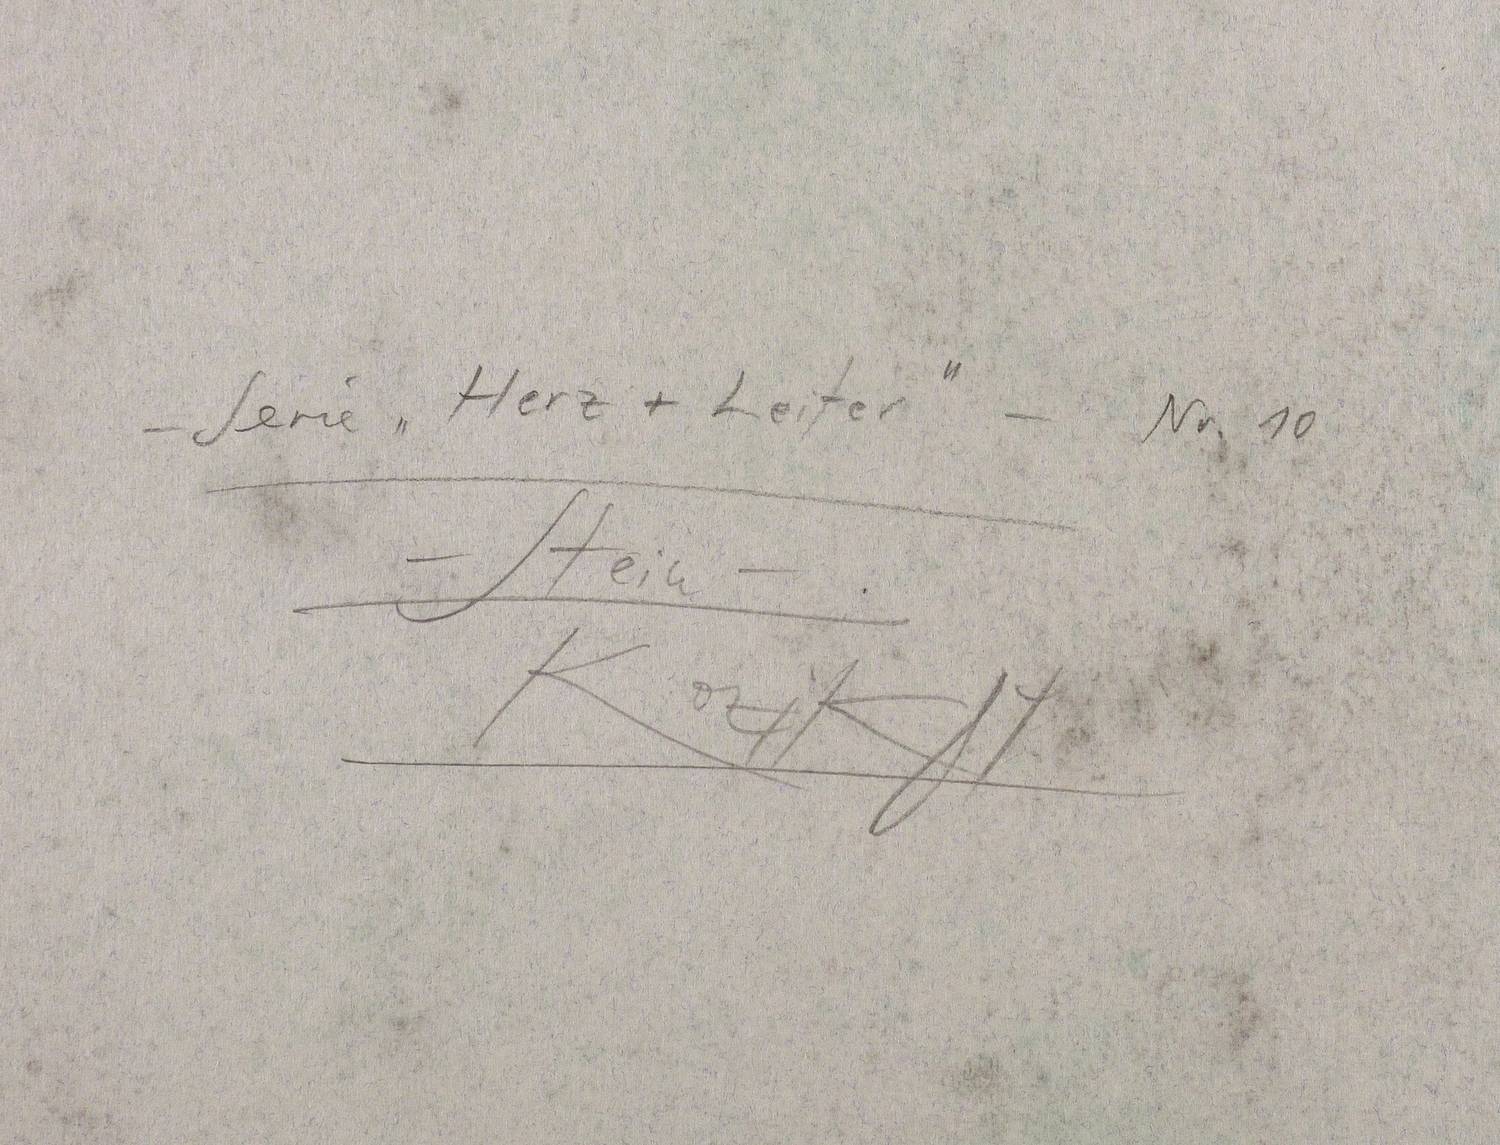 – Serie „Herz + Leiter" – Nr. 10
– Stein –